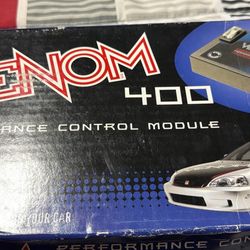 ENOM
400
ANCE CONTROL MODULE
YOUR CAR
PERFORMANCE CO